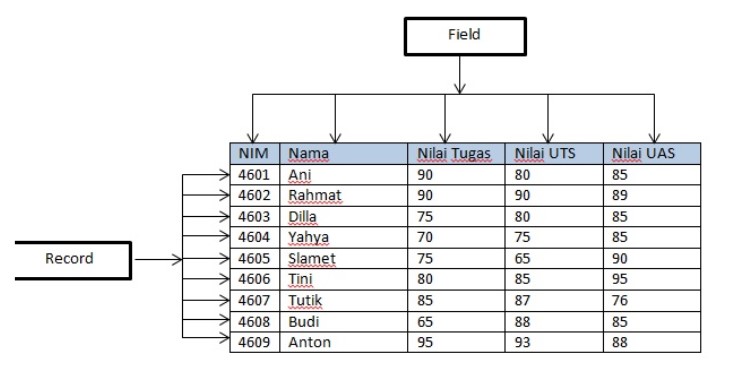 Field
NIM Nama Nilai Tugas Nilai UTS Nilai UAS
4601 Ani 90 80 85
4602 Rahmat 90 90 89
4603 Dilla 75 80 85
4604 Yahya 70 75 85
Record
4605 Slamet 75 65 90
4606 Tini 80 85 95
4607 Tutik 85 87 76
4608 Budi 65 88 85
4609 Anton 95 93 88